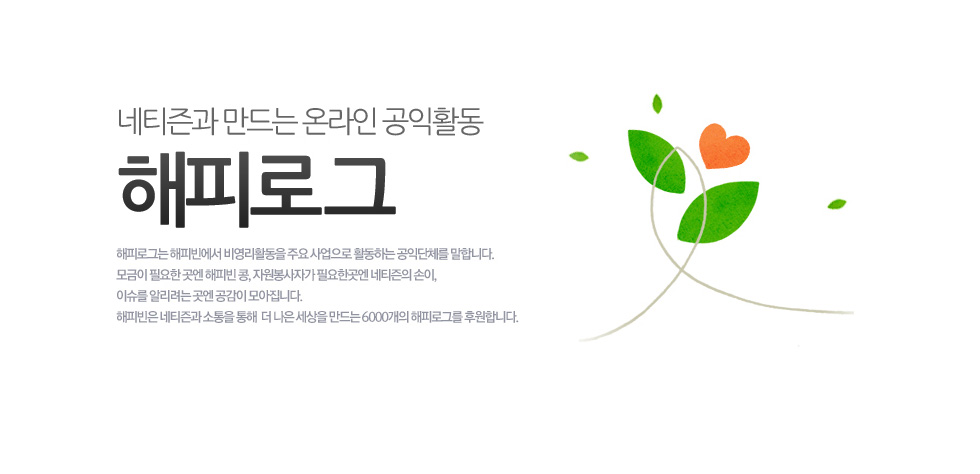 네티즌과 만드는 온라인 공익활동
해피로그
해피로그는 해피빈에서 비영리활동을 주요 사업으로 활동하는 공익단체를 말합니다.
모금이 필요한 곳엔 해피빈 콩, 자원봉사자가 필요한곳엔 네티즌의 손이,
이슈를 알리려는 곳엔 공감이 모아집니다.
해피빈은 네티즌과 소통을 통해 더 나은 세상을 만드는 6000개의 해피로그를 후원합니다.